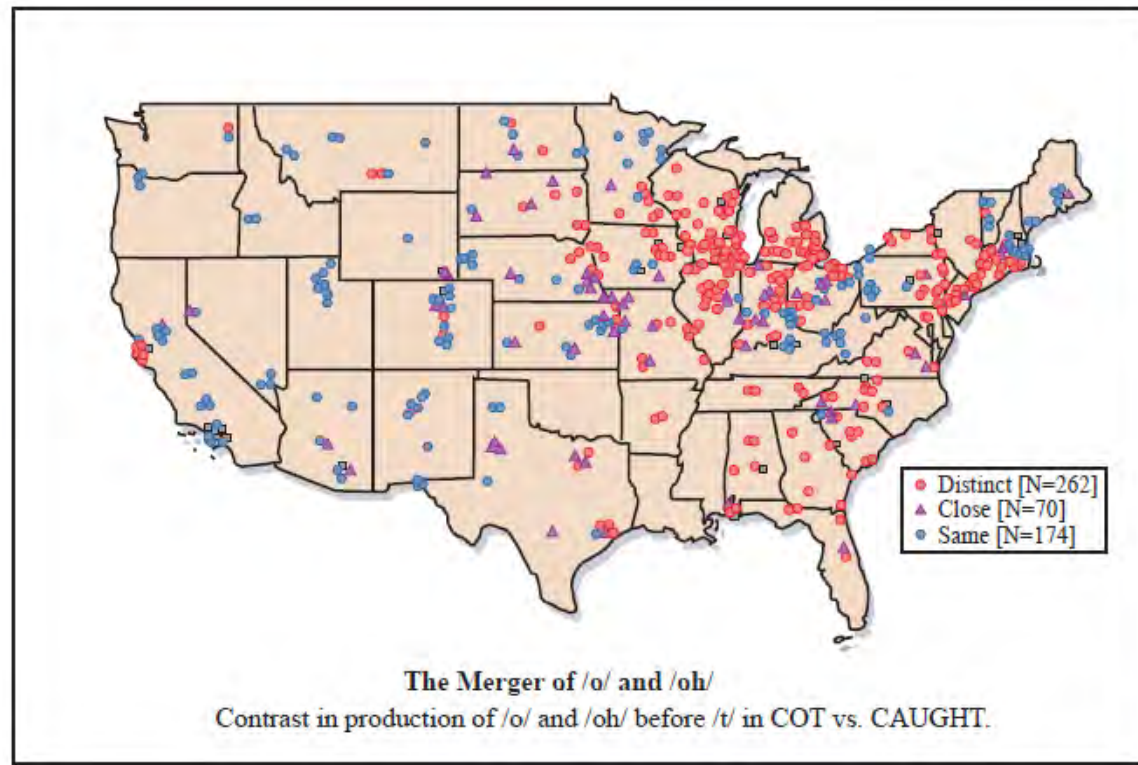 Distinct [N=262]
Close [N=70]
Same [N=174]
The Merger of /o/ and /oh/
Contrast in production of /o/ and /oh/ before /t/ in COT vs. CAUGHT.